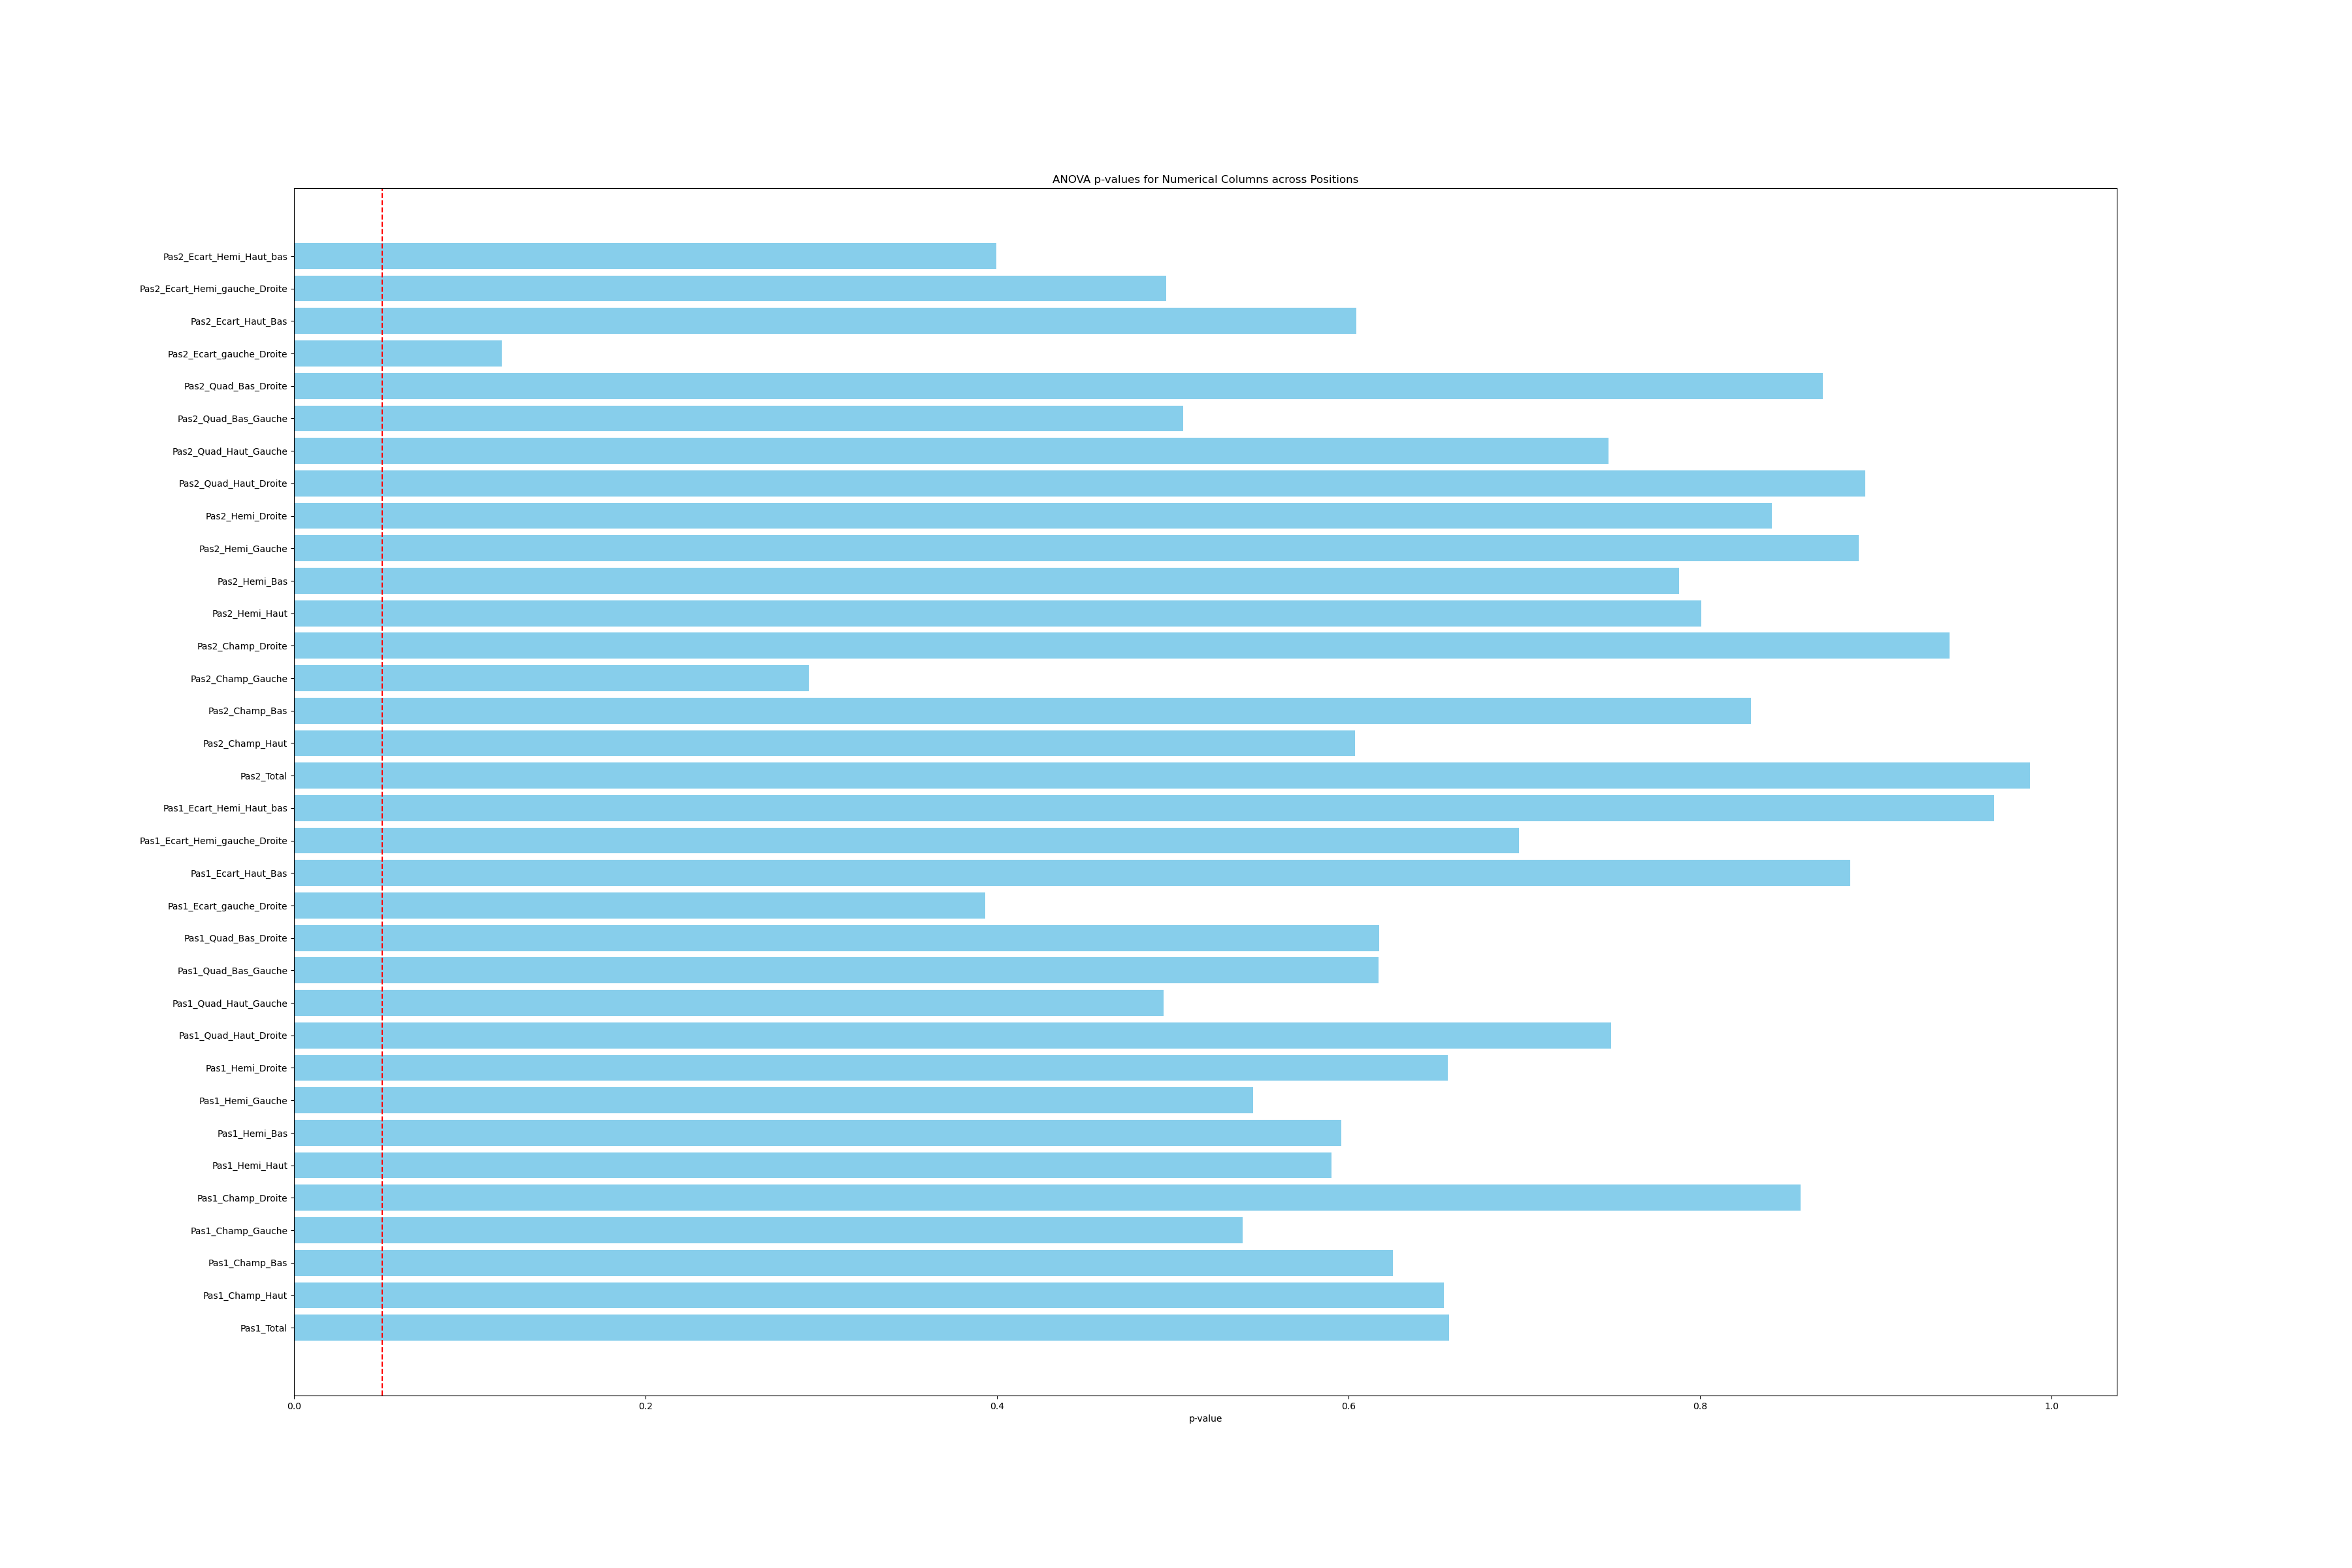 ANOVA p-values for Numerical Columns across Positions
Pas2_Ecart_Hemi_Haut_bas
Pas2_Ecart_Hemi_gauche_Droite
Pas2_Ecart_Haut_Bas
Pas2_Ecart_gauche_Droite
Pas2_Quad_Bas_Droite
Pas2_Quad_Bas_Gauche
Pas2_Quad_Haut_Gauche
Pas2_Quad_Haut_Droite
Pas2_Hemi_Droite
Pas2_Hemi_Gauche
Pas2_Hemi_Bas
Pas2_Hemi_Haut
Pas2_Champ_Droite
Pas2_Champ_Gauche
Pas2_Champ_Bas
Pas2_Champ_Haut
Pas2_Total
Pas1_Ecart_Hemi_Haut_bas
Pas1_Ecart_Hemi_gauche_Droite
Pas1_Ecart_Haut_Bas
Pas1_Ecart_gauche_Droite
Pas1_Quad_Bas_Droite
Pas1_Quad_Bas_Gauche
Pas1_Quad_Haut_Gauche
Pas1_Quad_Haut_Droite
Pas1_Hemi_Droite
Pas1_Hemi_Gauche
Pas1_Hemi_Bas
Pas1_Hemi_Haut
Pas1_Champ_Droite
Pas1_Champ_Gauche
Pas1_Champ_Bas
Pas1_Champ_Haut
Pas1_Total
0.0 0.2 0.4 0.6 0.8 1.0
p-value